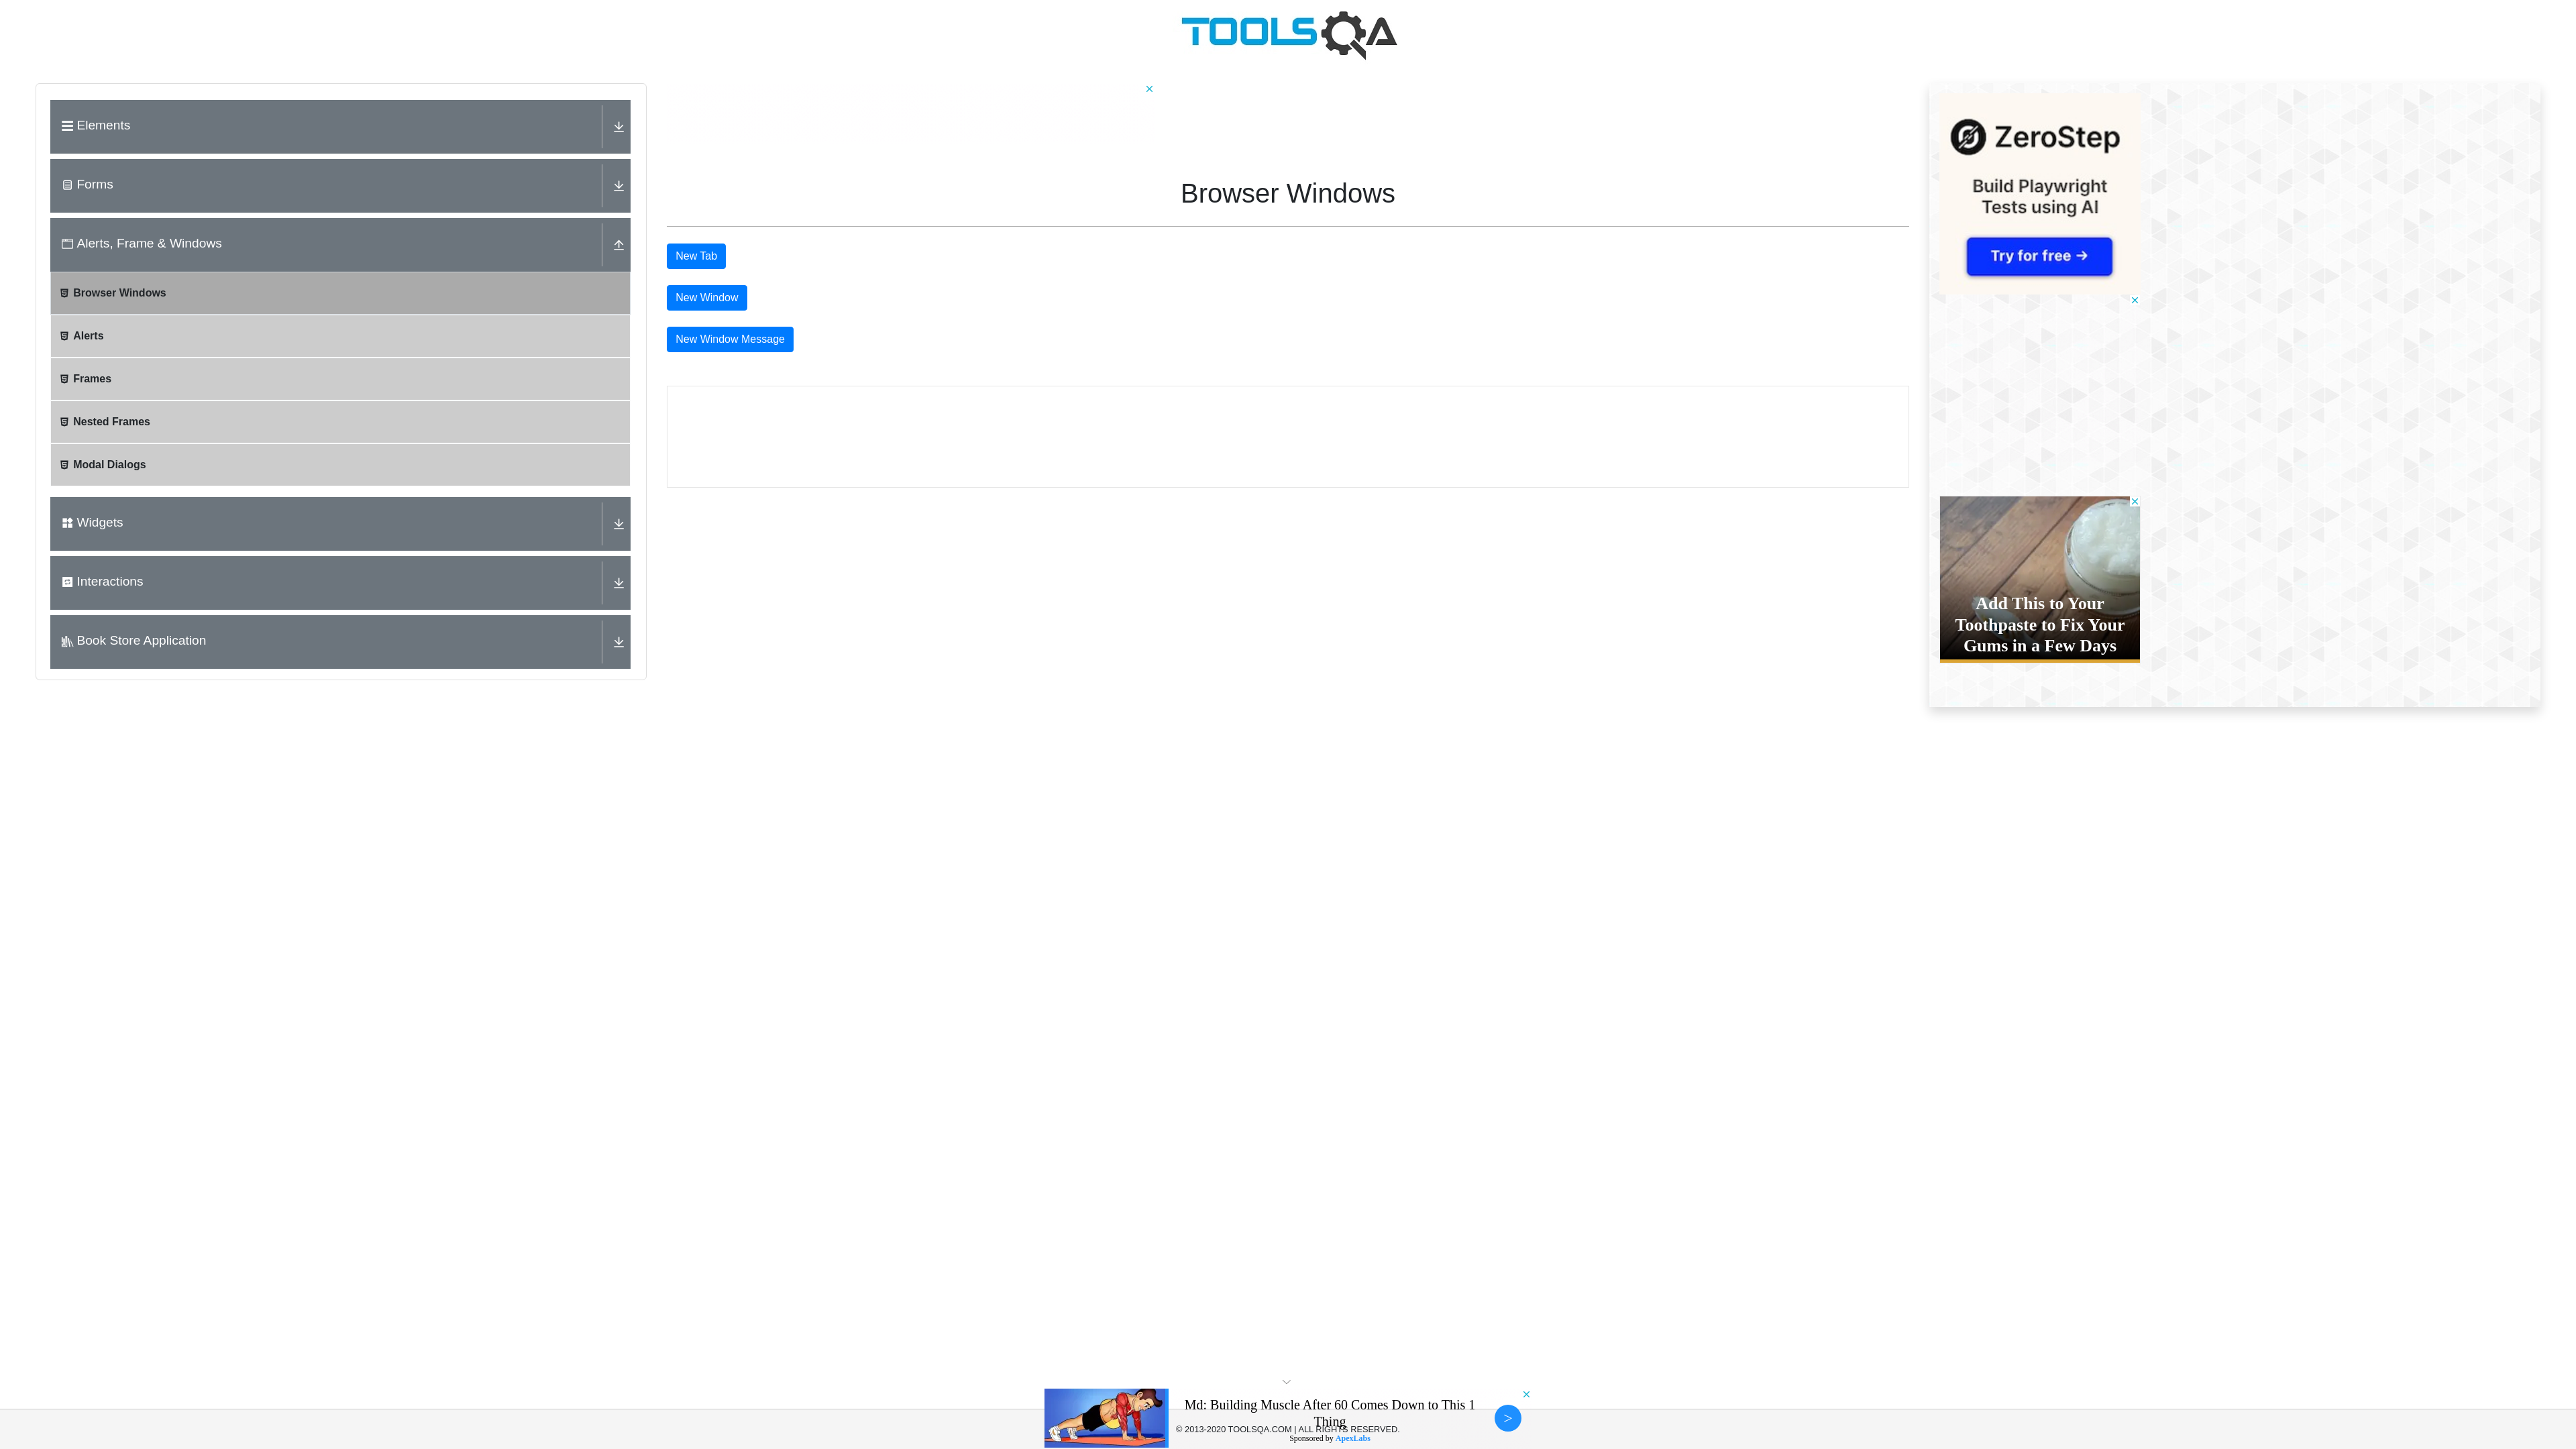 TOOLSQA
Elements
Forms
Alerts, Frame & Windows
Browser Windows
Alerts
Frames
Nested Frames
Modal Dialogs
Widgets
Interactions
Book Store Application
Browser Windows
New Tab
New Window
New Window Message
ZeroStep
Build Playwright
Tests using AI
Try for free →
Add This to Your
Toothpaste to Fix Your
Gums in a Few Days
Md: Building Muscle After 60 Comes Down to This 1
Thing
© 2013-2020 TOOLSQA.COM | ALL RIGHTS RESERVED.
Sponsored by ApexLabs